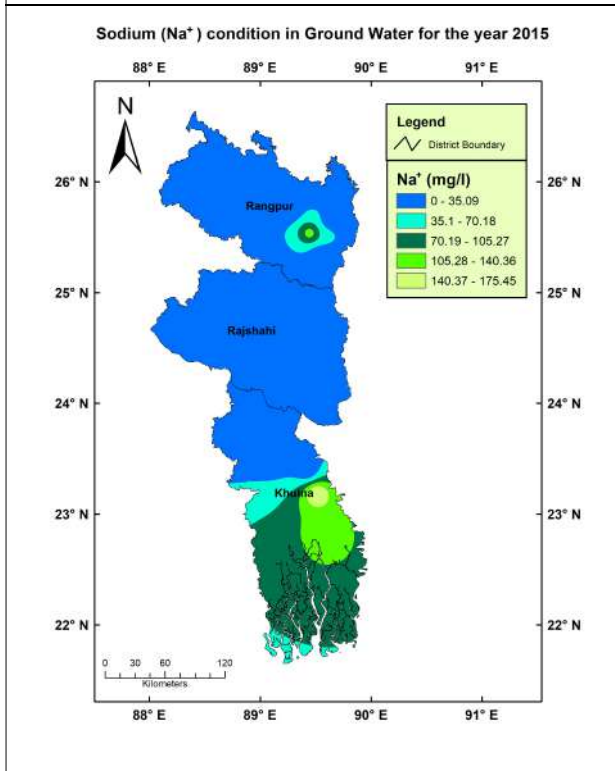 Sodium (Na⁺) condition in Ground Water for the year 2015
88° E 89° E 90° E 91° E
N
Legend
District Boundary
Na⁺ (mg/l)
0 - 35.09
35.1 - 70.18
70.19 - 105.27
105.28 - 140.36
140.37 - 175.45
26° N 26° N
Rangpur
25° N 25° N
Rajshahi
24° N 24° N
Khulna
23° N 23° N
22° N 22° N
0 30 60 120
Kilometers
88° E 89° E 90° E 91° E